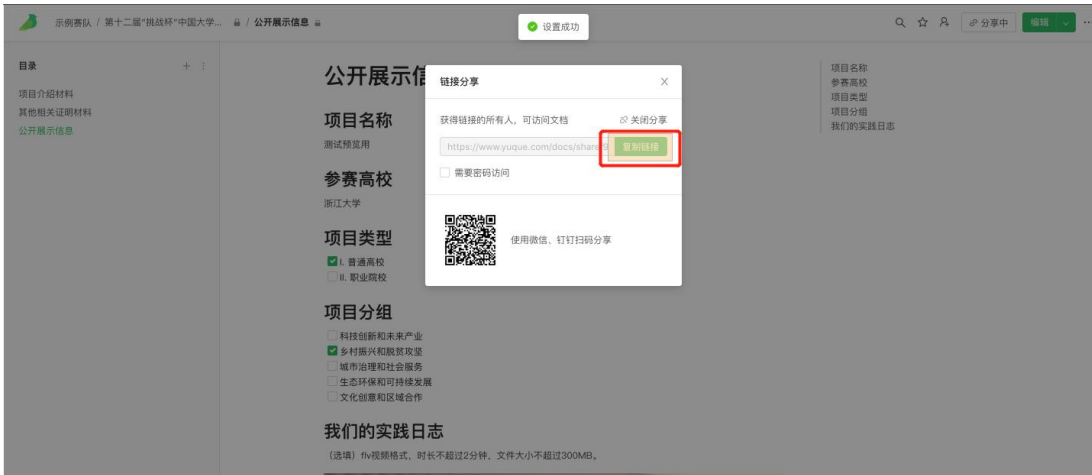 示例赛队 / 第十二届“挑战杯”中国大学... / 公开展示信息
设置成功
分享中
编辑
目录
项目介绍材料
其他相关证明材料
公开展示信息
公开展示信
项目名称
测试预览用
参赛高校
浙江大学
项目类型
I. 普通高校
II. 职业院校
项目分组
科技创新和未来产业
乡村振兴和脱贫攻坚
城市治理和社会服务
生态环保和可持续发展
文化创意和区域合作
我们的实践日志
(选填) flv视频格式,时长不超过2分钟,文件大小不超过300MB。
链接分享
获得链接的所有人,可访问文档
关闭分享
https://www.yuque.com/docs/share/9
复制链接
需要密码访问
使用微信、钉钉扫码分享
项目名称
参赛高校
项目类型
项目分组
我们的实践日志